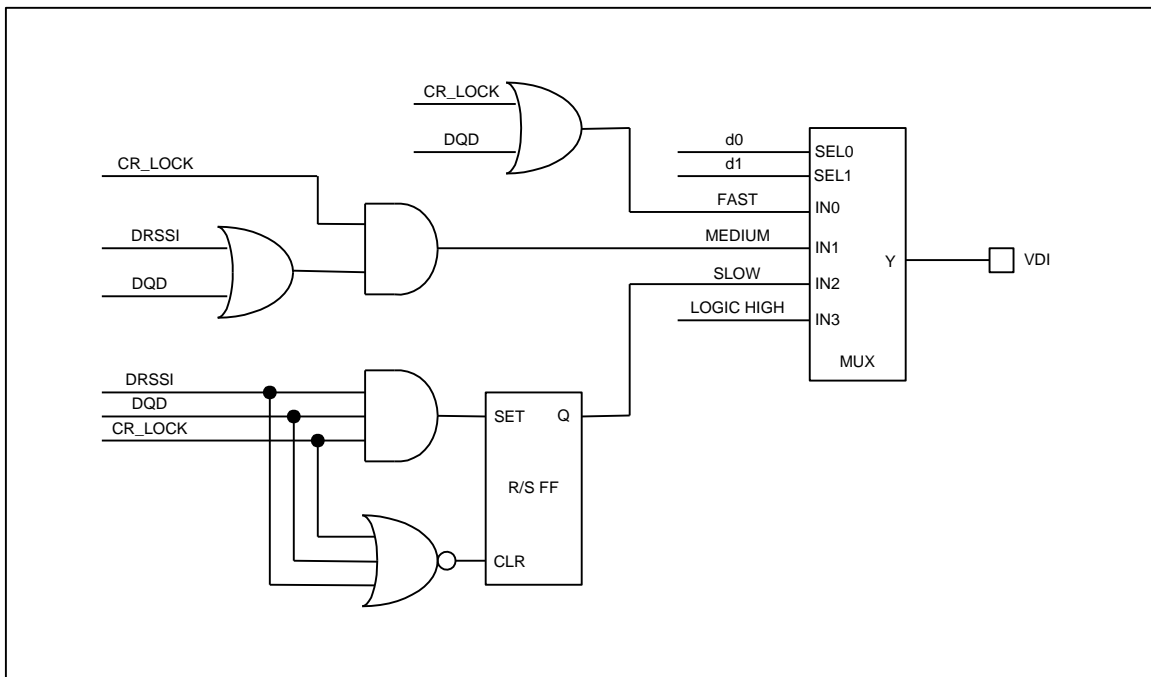 CR_LOCK
DQD
CR_LOCK
DRSSI
DQD
d0
d1
FAST
MEDIUM
SLOW
LOGIC HIGH
SEL0
SEL1
IN0
IN1
IN2
IN3
Y
MUX
VDI
DRSSI
DQD
CR_LOCK
SET
Q
R/S FF
CLR